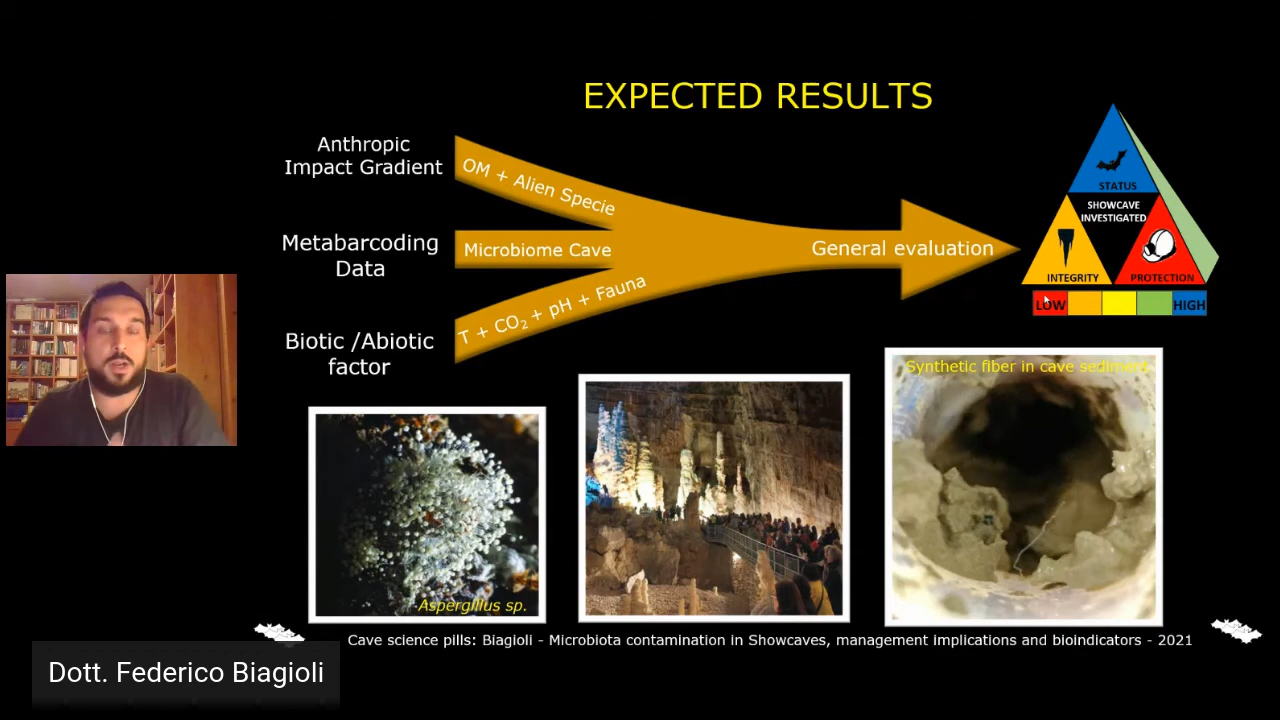 EXPECTED RESULTS
Anthropic
Impact Gradient
OM + Alien Specie
Metabarcoding
Data
Microbiome Cave
General evaluation
Biotic /Abiotic
factor
T + CO₂ + pH + Fauna
STATUS
SHOWCAVE
INVESTIGATED
INTEGRITY
PROTECTION
LOW
HIGH
Aspergillus sp.
Synthetic fiber in cave sediment
Cave science pills: Biagioli - Microbiota contamination in Showcaves, management implications and bioindicators - 2021
Dott. Federico Biagioli